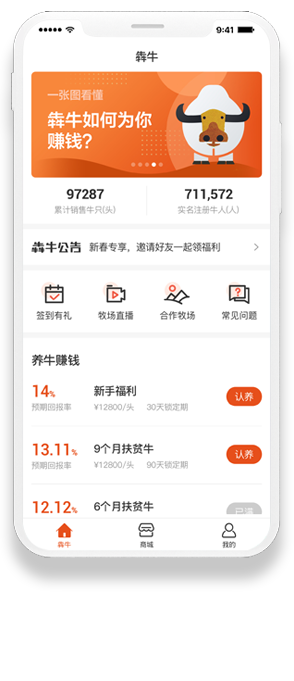 9:41 AM
犇牛
一张图看懂
犇牛如何为你
赚钱?
97287
累计销售牛只(头)
711,572
实名注册牛人(人)
犇牛公告 新春专享，邀请好友一起领福利
签到有礼 牧场直播 合作牧场 常见问题
养牛赚钱
14% 新手福利
预期回报率 ¥12800/头 30天锁定期 认养
13.11% 9个月扶贫牛
预期回报率 ¥12800/头 90天锁定期 认养
12.12% 6个月扶贫牛
犇牛 商城 我的